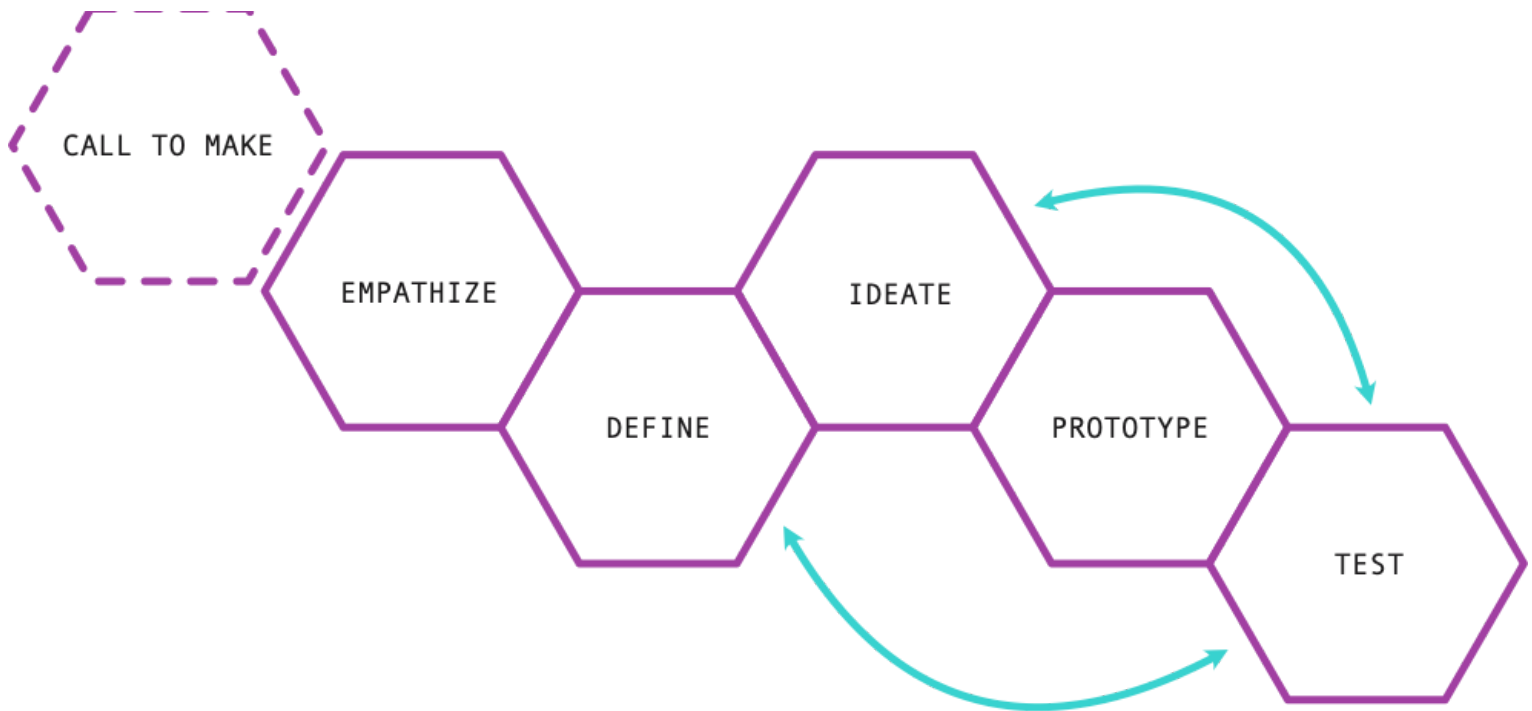 CALL TO MAKE
EMPATHIZE
DEFINE
IDEATE
PROTOTYPE
TEST